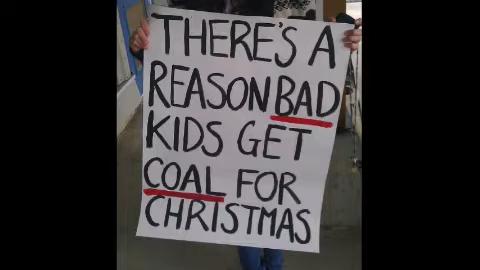 THERE'S A
REASON BAD
KIDS GET
COAL FOR
CHRISTMAS